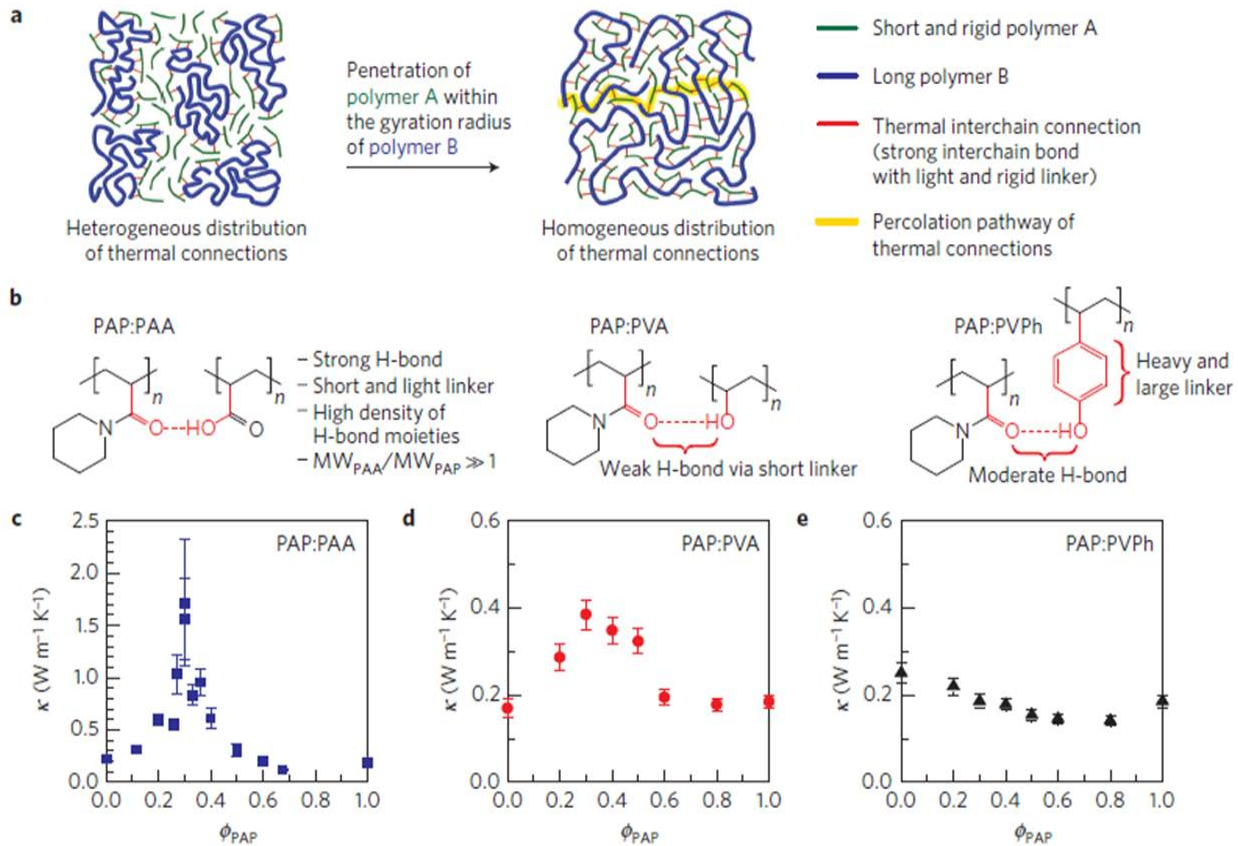 a
Penetration of
polymer A within
the gyration radius
of polymer B
Heterogeneous distribution
of thermal connections
Homogeneous distribution
of thermal connections
Short and rigid polymer A
Long polymer B
Thermal interchain connection
(strong interchain bond
with light and rigid linker)
Percolation pathway of
thermal connections
b
PAP:PAA
n
n
N
O
HO
O
– Strong H-bond
– Short and light linker
– High density of
H-bond moieties
– MW_PAA/MW_PAP ≫ 1
PAP:PVA
n
n
N
O
HO
Weak H-bond via short linker
PAP:PVPh
n
n
N
O
HO
Heavy and
large linker
Moderate H-bond
c
PAP:PAA
κ (W m⁻¹ K⁻¹)
2.5
2.0
1.5
1.0
0.5
0.0
0.0 0.2 0.4 0.6 0.8 1.0
ϕ_PAP
d
PAP:PVA
κ (W m⁻¹ K⁻¹)
0.6
0.4
0.2
0.0
0.0 0.2 0.4 0.6 0.8 1.0
ϕ_PAP
e
PAP:PVPh
κ (W m⁻¹ K⁻¹)
0.6
0.4
0.2
0.0
0.0 0.2 0.4 0.6 0.8 1.0
ϕ_PAP